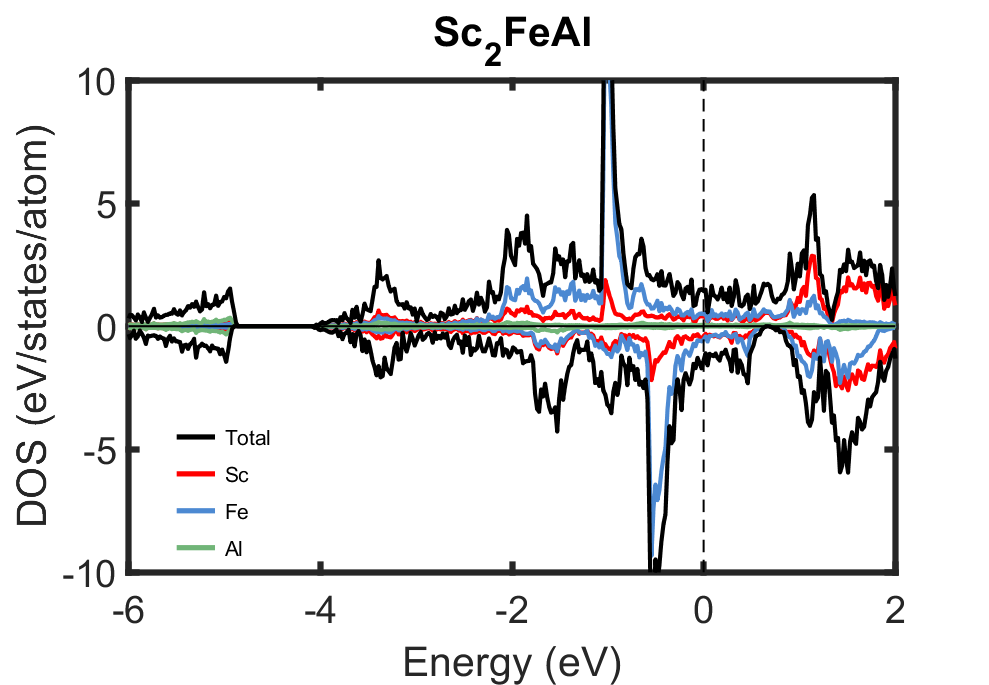 Sc2FeAl
DOS (eV/states/atom)
10
5
0
-5
-10
Total
Sc
Fe
Al
-6 -4 -2 0 2
Energy (eV)